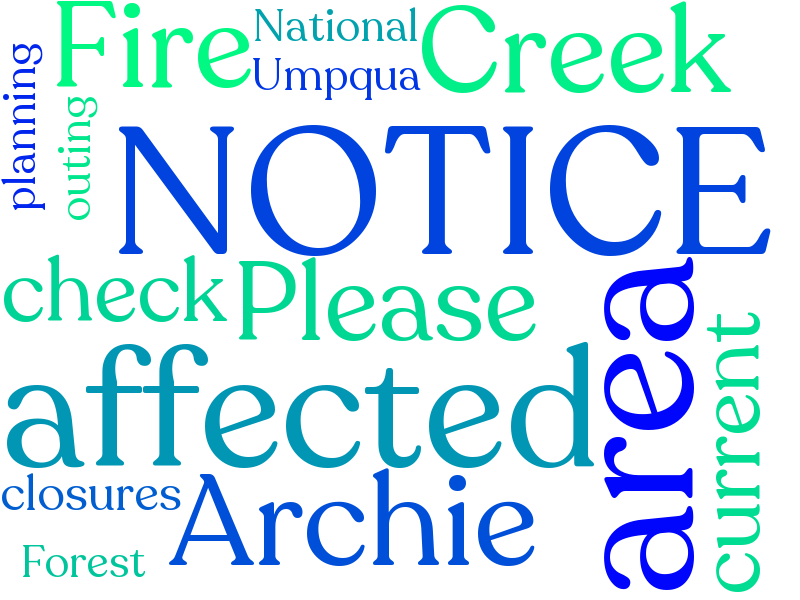 Fire
National
Umpqua
Creek
planning
outing
NOTICE
check
Please
area
current
affected
closures
Archie
Forest